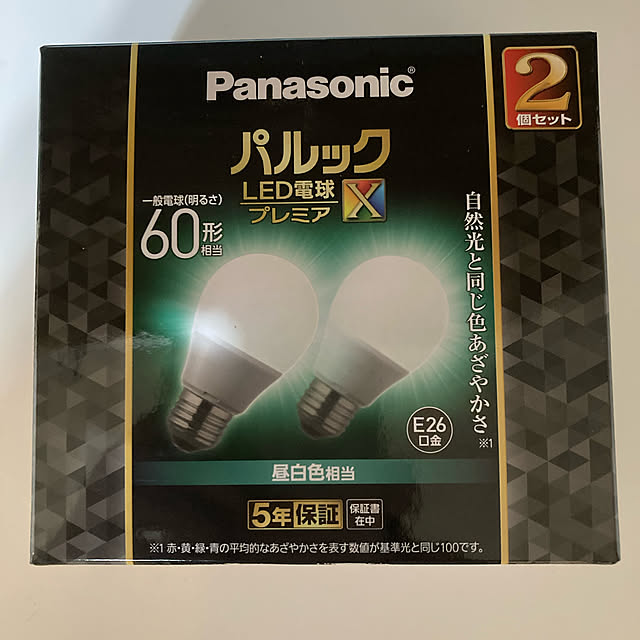 Panasonic®
2
個セット
パルック
LED電球
プレミア X
一般電球(明るさ)
60形
相当
自然光と同じ色あざやかさ※1
E26
口金
昼白色相当
5年保証
保証書
在中
※1 赤・黄・緑・青の平均的なあざやかさを表す数値が基準光と同じ100です。